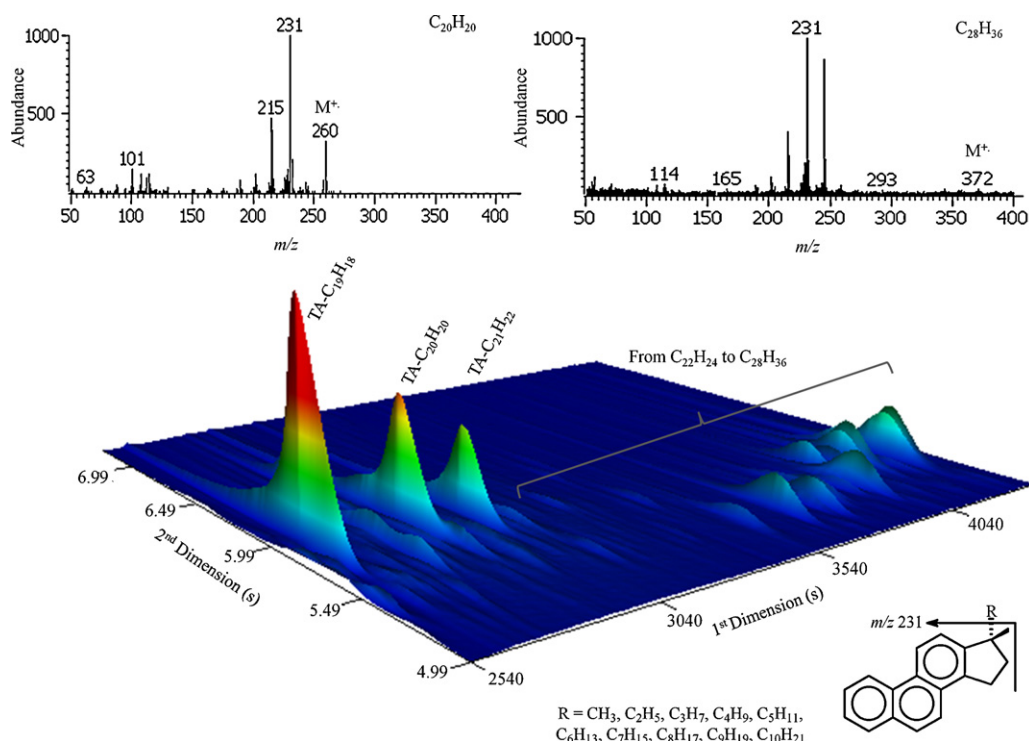 C₂₀H₂₀
1000
500
Abundance
231
215
M⁺·
260
101
63
50 100 150 200 250 300 350 400
m/z
C₂₈H₃₆
1000
500
Abundance
231
M⁺·
114
165
293
372
50 100 150 200 250 300 350 400
m/z
TA-C₁₉H₁₈
TA-C₂₀H₂₀
TA-C₂₁H₂₂
From C₂₂H₂₄ to C₂₈H₃₆
6.99
6.49
5.99
5.49
4.99
2ⁿᵈ Dimension (s)
2540
3040
3540
4040
1ˢᵗ Dimension (s)
m/z 231
R
R = CH₃, C₂H₅, C₃H₇, C₄H₉, C₅H₁₁,
C₆H₁₃, C₇H₁₅, C₈H₁₇, C₉H₁₉, C₁₀H₂₁